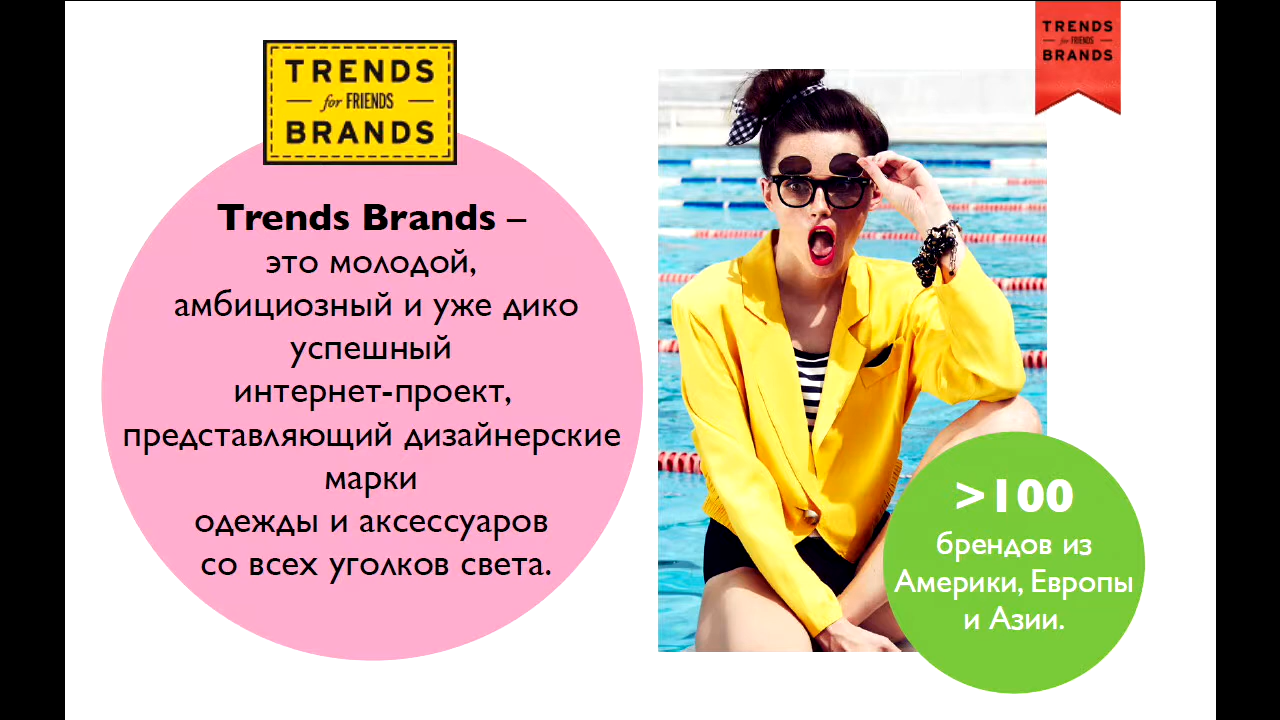 TRENDS
for FRIENDS
BRANDS
Trends Brands –
это молодой,
амбициозный и уже дико
успешный
интернет-проект,
представляющий дизайнерские
марки
одежды и аксессуаров
со всех уголков света.
TRENDS
for FRIENDS
BRANDS
>100
брендов из
Америки, Европы
и Азии.